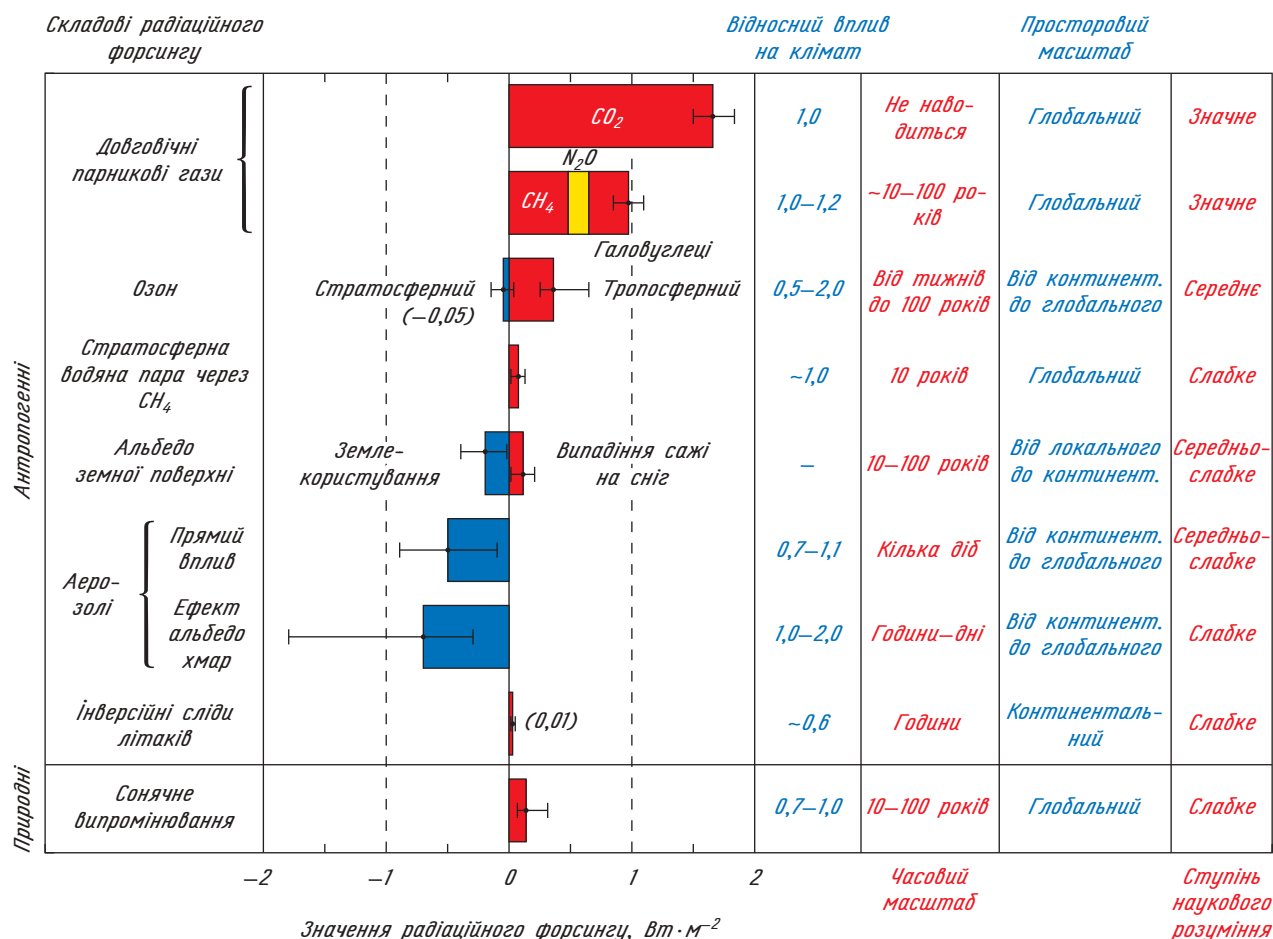 Складові радіаційного
форсингу
Відносний вплив
на клімат
Просторовий
масштаб
Антропогенні
Довговічні
парникові гази
CO₂
1,0
Не наво-
диться
Глобальний
Значне
N₂O
CH₄
Галовуглеці
1,0—1,2
~10—100 ро-
ків
Глобальний
Значне
Озон
Стратосферний
(—0,05)
Тропосферний
0,5—2,0
Від тижнів
до 100 років
Від континент.
до глобального
Середнє
Стратосферна
водяна пара через
CH₄
~1,0
10 років
Глобальний
Слабке
Альбедо
земної поверхні
Земле-
користування
Випадіння сажі
на сніг
—
10—100 років
Від локального
до континент.
Середньо-
слабке
Аеро-
золі
Прямий
вплив
0,7—1,1
Кілька діб
Від континент.
до глобального
Середньо-
слабке
Ефект
альбедо
хмар
1,0—2,0
Години—дні
Від континент.
до глобального
Слабке
Інверсійні сліди
літаків
(0,01)
~0,6
Години
Континенталь-
ний
Слабке
Природні
Сонячне
випромінювання
0,7—1,0
10—100 років
Глобальний
Слабке
—2 —1 0 1 2
Часовий
масштаб
Ступінь
наукового
розуміння
Значення радіаційного форсингу, Вт·м⁻²